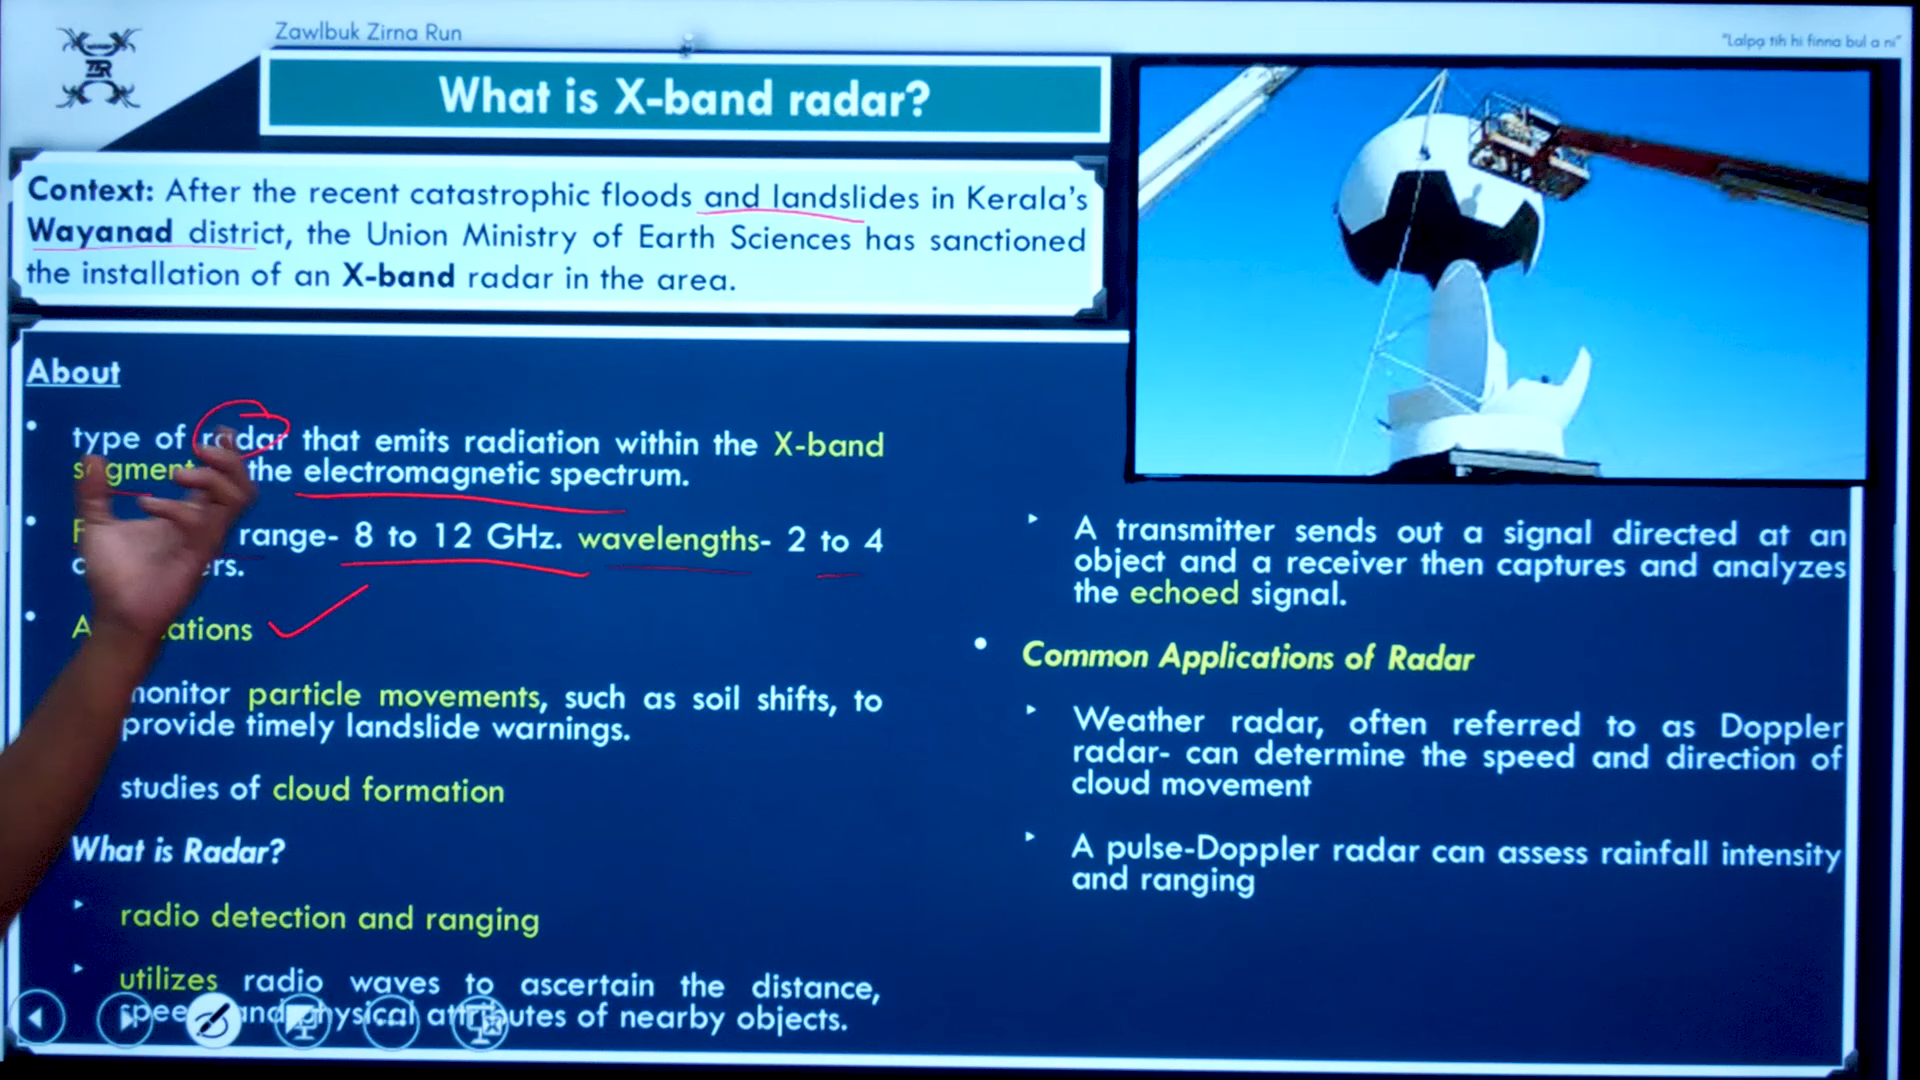 Zawlbuk Zirna Run
"Lalpa tih hi finna bul a ni"
ZR
What is X-band radar?
Context: After the recent catastrophic floods and landslides in Kerala's
Wayanad district, the Union Ministry of Earth Sciences has sanctioned
the installation of an X-band radar in the area.
About
type of radar that emits radiation within the X-band
segment the electromagnetic spectrum.
range- 8 to 12 GHz. wavelengths- 2 to 4
monitor particle movements, such as soil shifts, to
provide timely landslide warnings.
studies of cloud formation
What is Radar?
radio detection and ranging
utilizes radio waves to ascertain the distance,
speed and physical attributes of nearby objects.
A transmitter sends out a signal directed at an
object and a receiver then captures and analyzes
the echoed signal.
Common Applications of Radar
Weather radar, often referred to as Doppler
radar- can determine the speed and direction of
cloud movement
A pulse-Doppler radar can assess rainfall intensity
and ranging